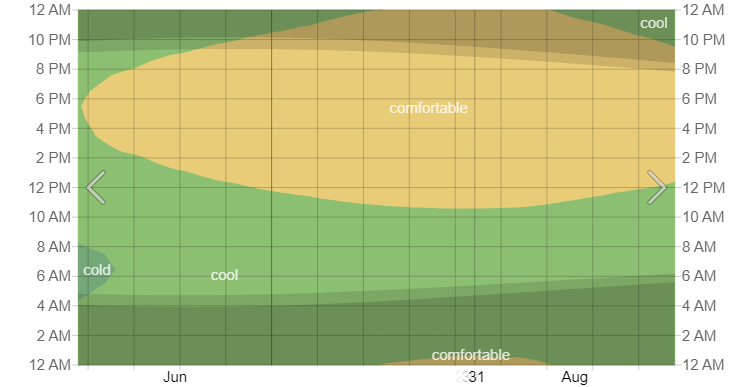 12 AM 12 AM
cool
10 PM 10 PM
8 PM 8 PM
6 PM 6 PM
comfortable
4 PM 4 PM
2 PM 2 PM
12 PM 12 PM
10 AM 10 AM
8 AM 8 AM
cold
6 AM cool 6 AM
4 AM 4 AM
2 AM 2 AM
comfortable
12 AM 12 AM
Jun 31 Aug